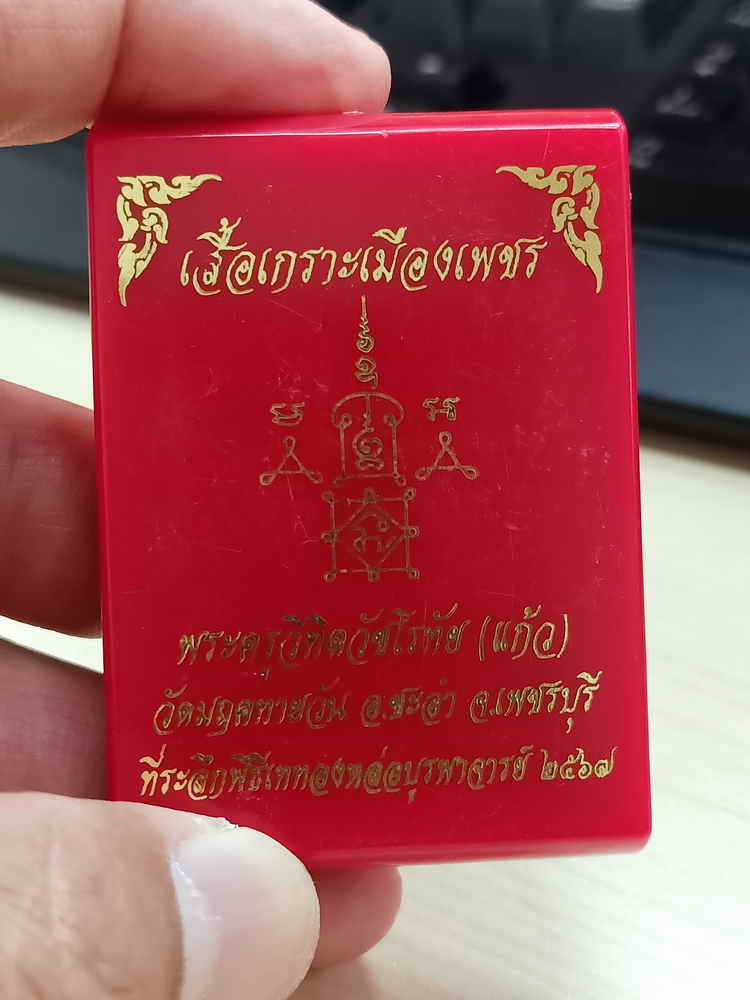 เสื้อเกราะเมืองเพชร
พระครูวิทิตวัชโรทัย (แก้ว)
วัดมฤคทายวัน อ.ชะอำ จ.เพชรบุรี
ที่ระลึกพิธีเททองหล่อบูรพาจารย์ ๒๕๖๗